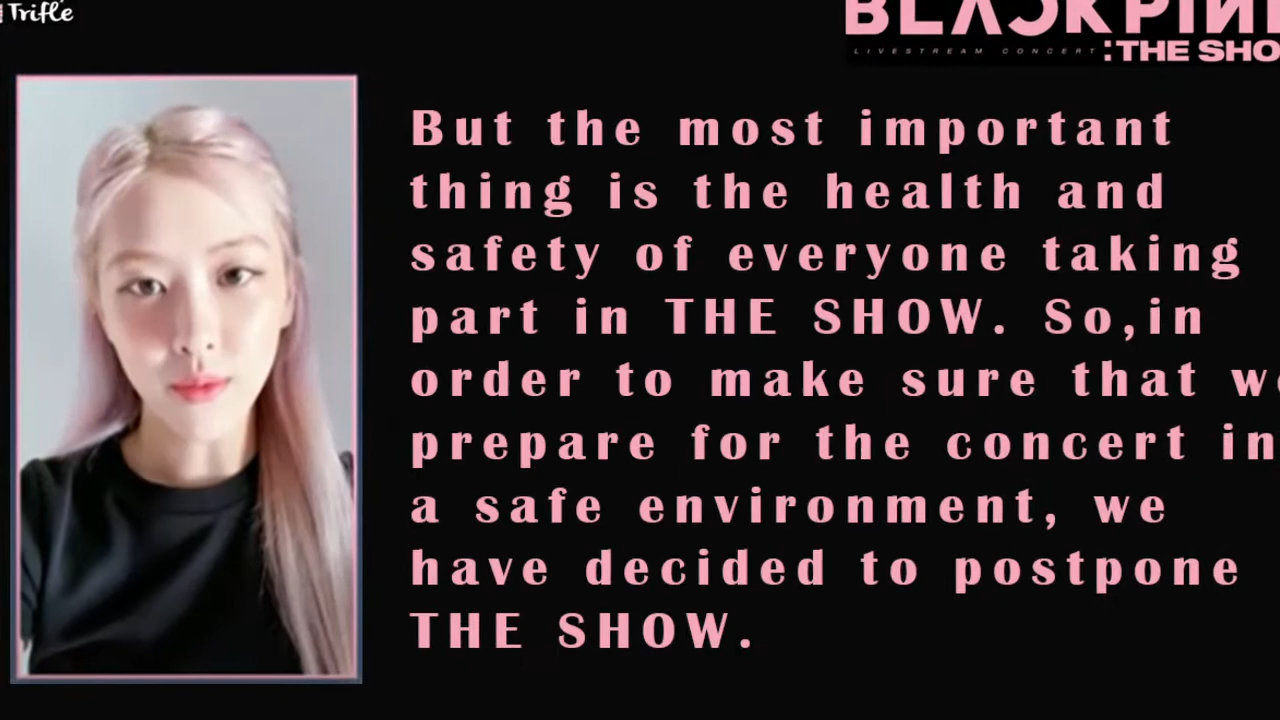 Trifle
BLACKPIN
LIVESTREAM CONCERT :THE SHO
But the most important
thing is the health and
safety of everyone taking
part in THE SHOW. So,in
order to make sure that we
prepare for the concert in
a safe environment, we
have decided to postpone
THE SHOW.